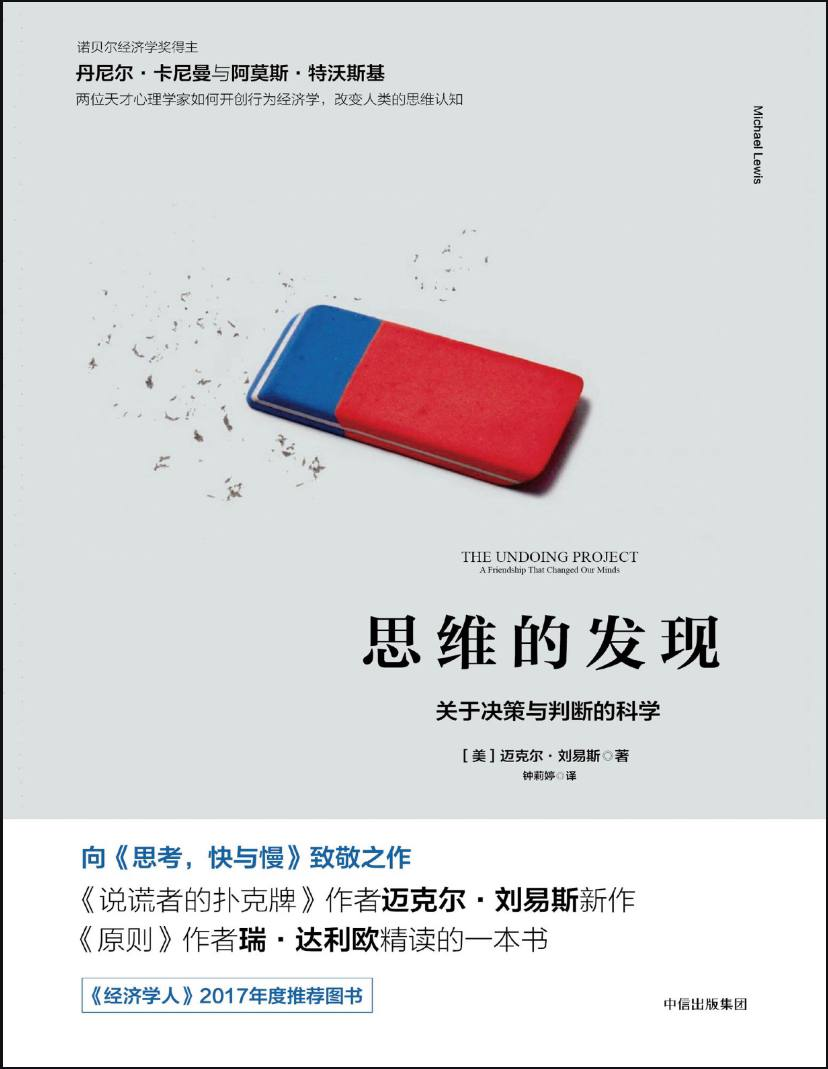 诺贝尔经济学奖得主
丹尼尔·卡尼曼与阿莫斯·特沃斯基
两位天才心理学家如何开创行为经济学，改变人类的思维认知
Michael Lewis
THE UNDOING PROJECT
A Friendship That Changed Our Minds
思维的发现
关于决策与判断的科学
［美］迈克尔·刘易斯◎著
钟莉婷◎译
向《思考，快与慢》致敬之作
《说谎者的扑克牌》作者迈克尔·刘易斯新作
《原则》作者瑞·达利欧精读的一本书
《经济学人》2017年度推荐图书
中信出版集团